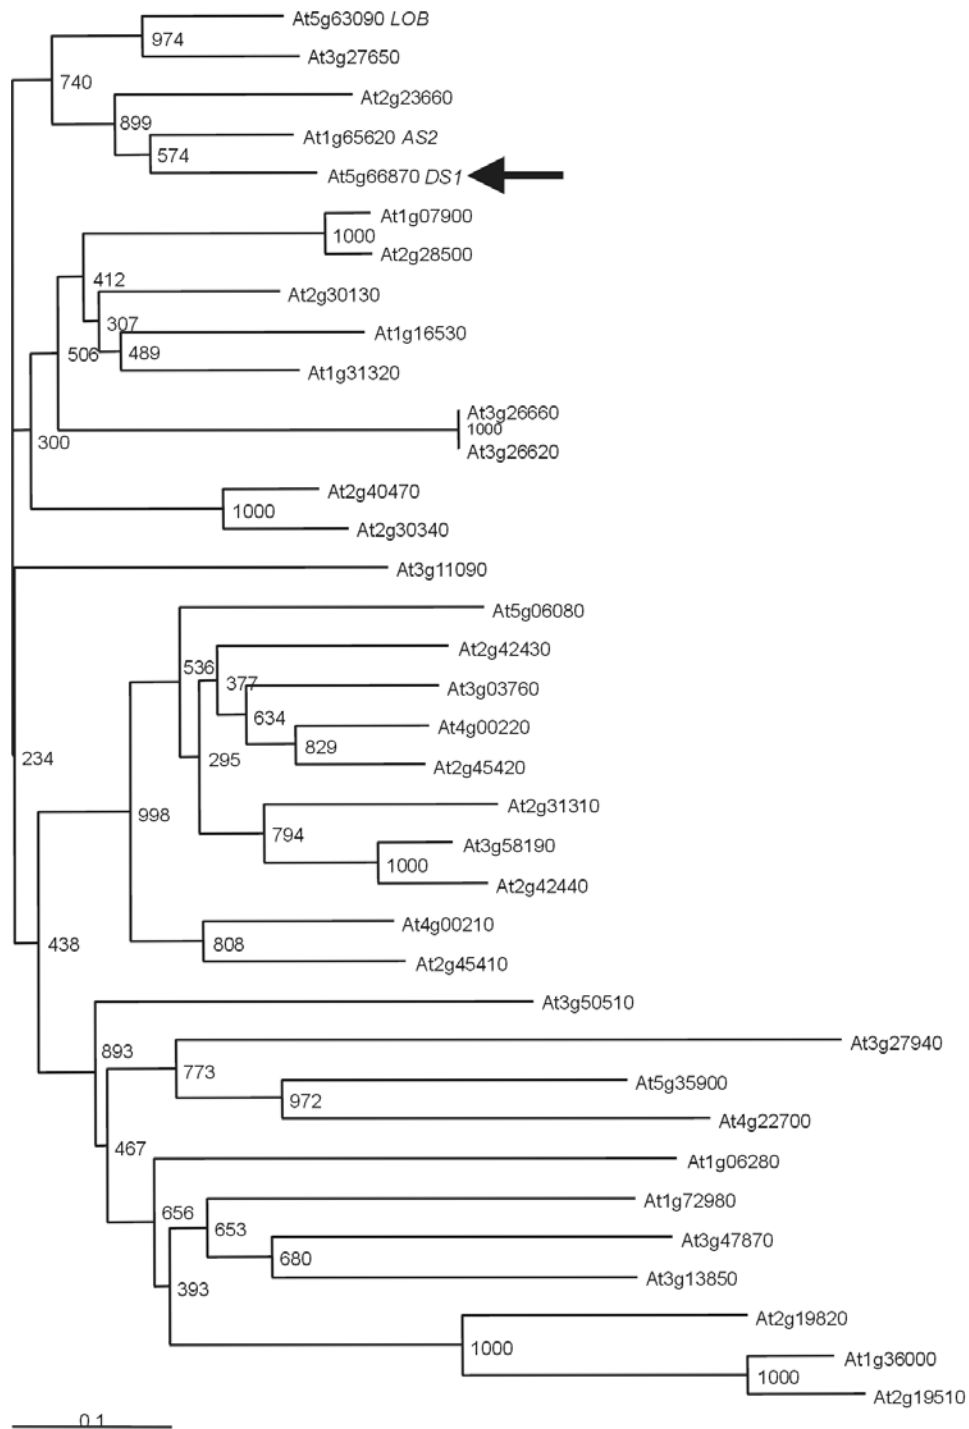 At5g63090 LOB
974
At3g27650
740
At2g23660
899
At1g65620 AS2
574
At5g66870 DS1
At1g07900
1000
At2g28500
412
At2g30130
307
At1g16530
506
489
At1g31320
At3g26660
1000
300
At3g26620
At2g40470
1000
At2g30340
At3g11090
At5g06080
At2g42430
536
377
At3g03760
634
At4g00220
829
234
295
At2g45420
At2g31310
998
794
At3g58190
1000
At2g42440
At4g00210
438
808
At2g45410
At3g50510
893
At3g27940
773
At5g35900
972
At4g22700
467
At1g06280
At1g72980
656
653
At3g47870
680
At3g13850
393
At2g19820
1000
At1g36000
1000
At2g19510
0.1